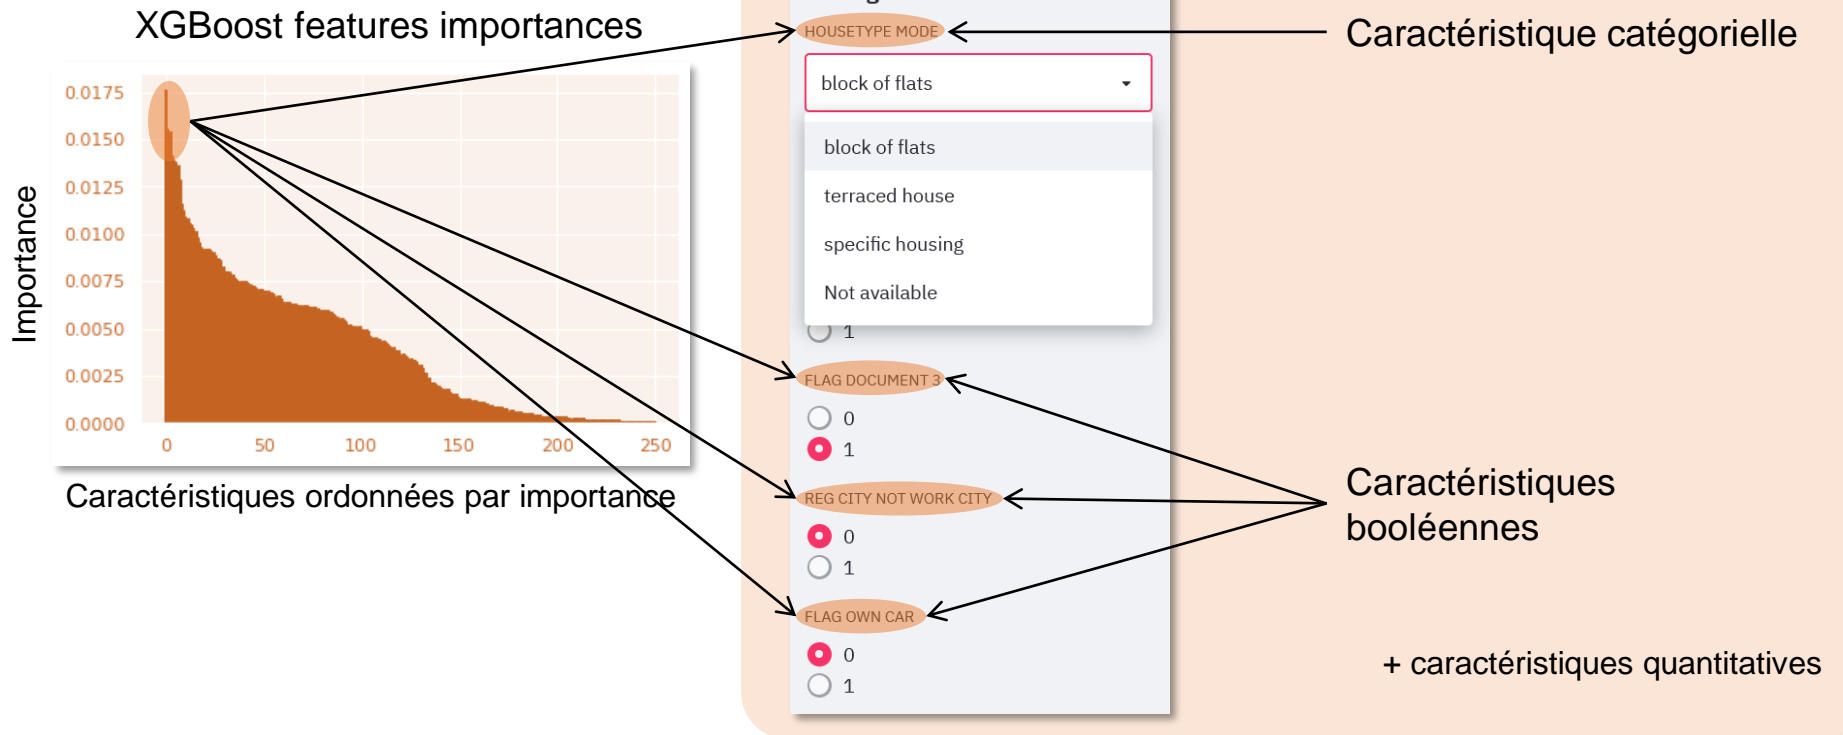 XGBoost features importances
Importance
0.0175
0.0150
0.0125
0.0100
0.0075
0.0050
0.0025
0.0000
0 50 100 150 200 250
Caractéristiques ordonnées par importance
HOUSETYPE MODE
block of flats
block of flats
terraced house
specific housing
Not available
1
FLAG DOCUMENT 3
0
1
REG CITY NOT WORK CITY
0
1
FLAG OWN CAR
0
1
Caractéristique catégorielle
Caractéristiques
booléennes
+ caractéristiques quantitatives